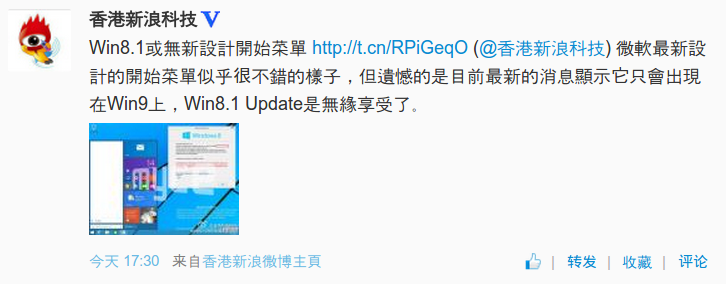 香港新浪科技 V
Win8.1或無新設計開始菜單 http://t.cn/RPiGeqO (@香港新浪科技) 微軟最新設
計的開始菜單似乎很不錯的樣子，但遺憾的是目前最新的消息顯示它只會出現
在Win9上，Win8.1 Update是無緣享受了。
Windows 8
今天 17:30 来自香港新浪微博主頁
| 转发 | 收藏 | 评论